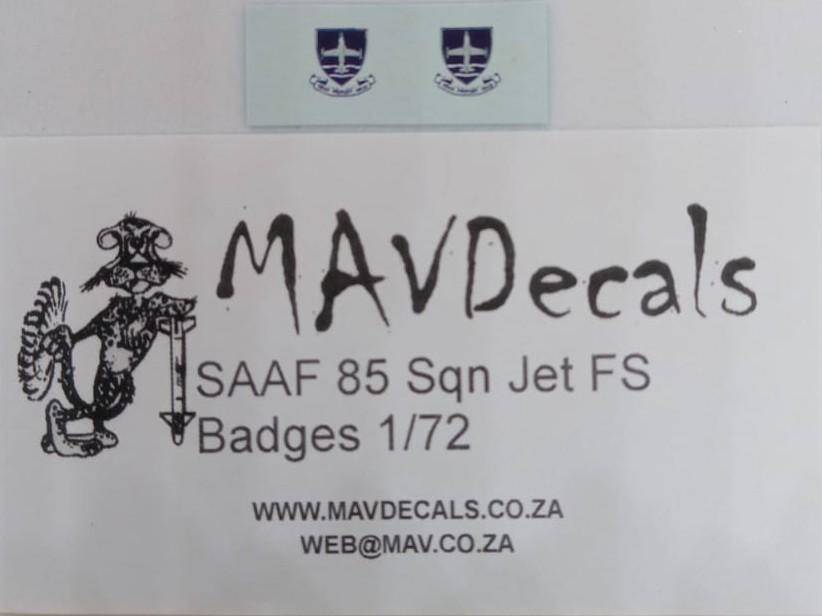 MAVDecals
SAAF 85 Sqn Jet FS
Badges 1/72
WWW.MAVDECALS.CO.ZA
WEB@MAV.CO.ZA